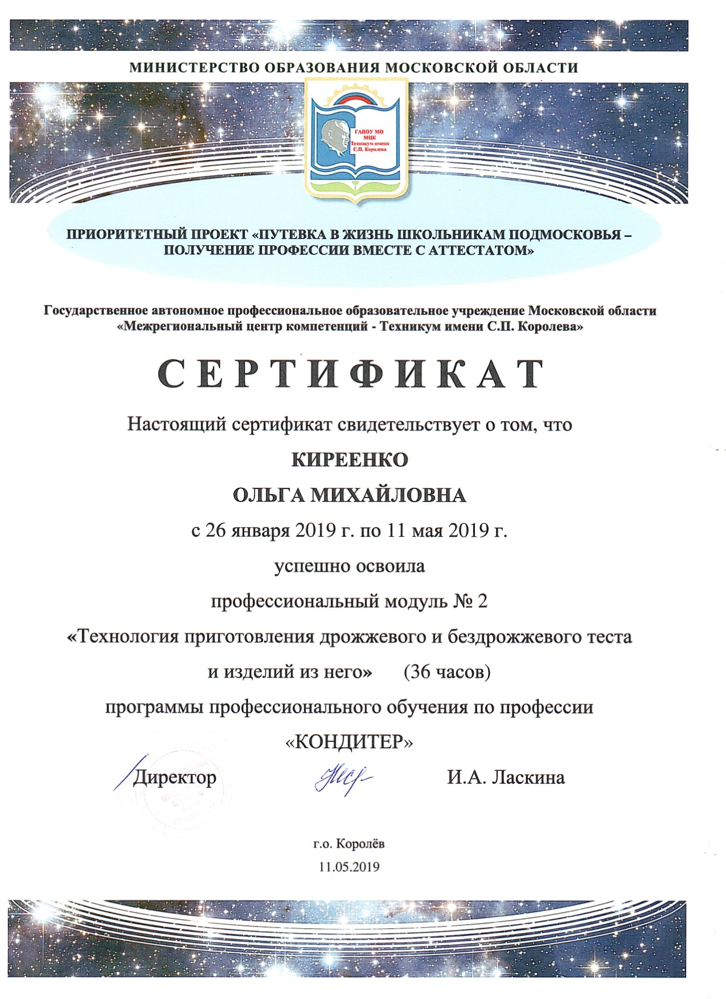 МИНИСТЕРСТВО ОБРАЗОВАНИЯ МОСКОВСКОЙ ОБЛАСТИ
ГАПОУ МО
МЦК
Техникум имени
С.П. Королева
ПРИОРИТЕТНЫЙ ПРОЕКТ «ПУТЕВКА В ЖИЗНЬ ШКОЛЬНИКАМ ПОДМОСКОВЬЯ –
ПОЛУЧЕНИЕ ПРОФЕССИИ ВМЕСТЕ С АТТЕСТАТОМ»
Государственное автономное профессиональное образовательное учреждение Московской области
«Межрегиональный центр компетенций - Техникум имени С.П. Королева»
СЕРТИФИКАТ
Настоящий сертификат свидетельствует о том, что
КИРЕЕНКО
ОЛЬГА МИХАЙЛОВНА
с 26 января 2019 г. по 11 мая 2019 г.
успешно освоила
профессиональный модуль № 2
«Технология приготовления дрожжевого и бездрожжевого теста
и изделий из него» (36 часов)
программы профессионального обучения по профессии
«КОНДИТЕР»
Директор И.А. Ласкина
г.о. Королёв
11.05.2019